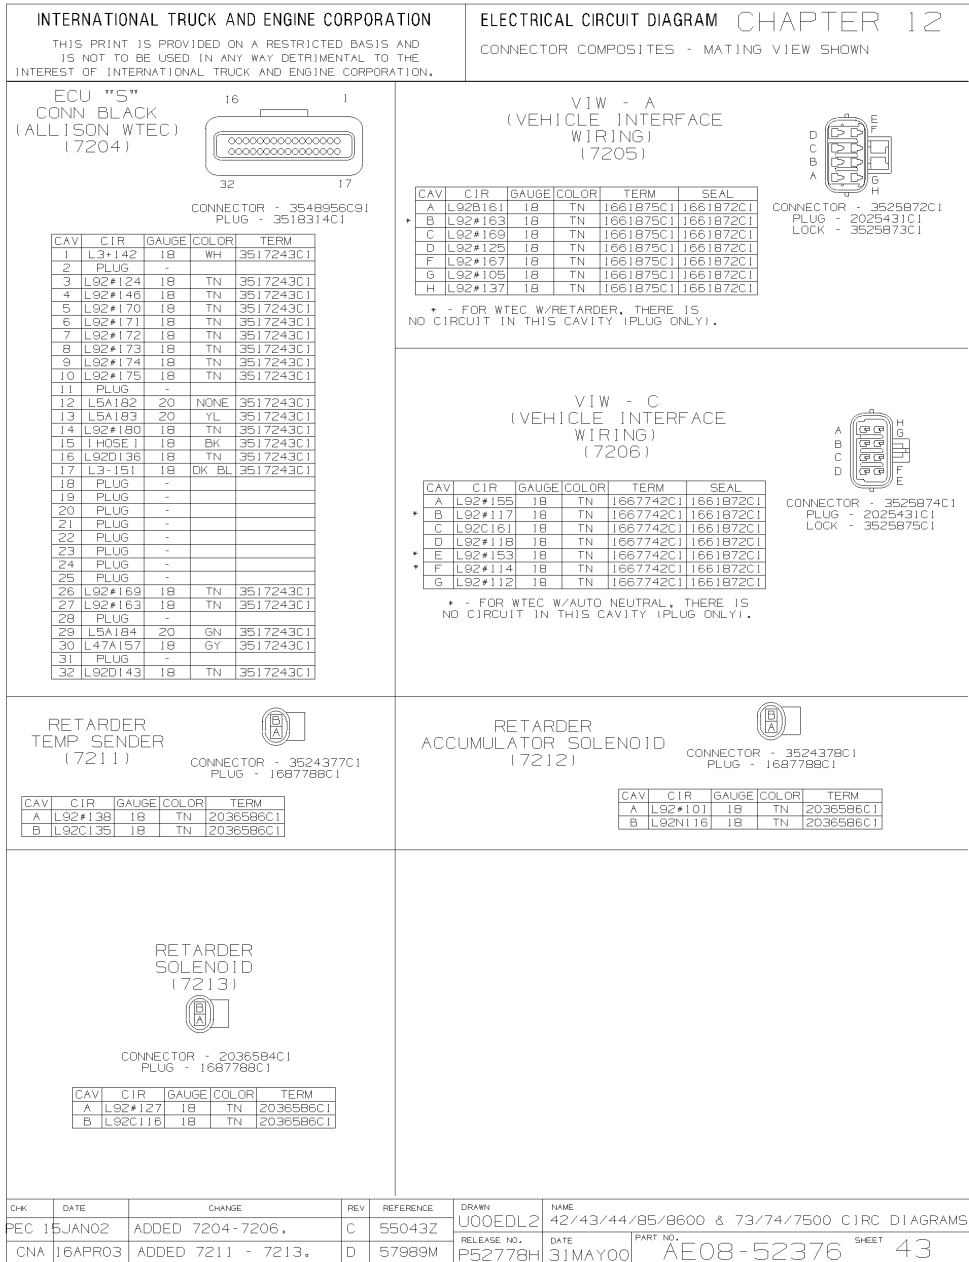 INTERNATIONAL TRUCK AND ENGINE CORPORATION
THIS PRINT IS PROVIDED ON A RESTRICTED BASIS AND
IS NOT TO BE USED IN ANY WAY DETRIMENTAL TO THE
INTEREST OF INTERNATIONAL TRUCK AND ENGINE CORPORATION.
ELECTRICAL CIRCUIT DIAGRAM CHAPTER 12
CONNECTOR COMPOSITES - MATING VIEW SHOWN
ECU "S"
CONN BLACK
(ALLISON WTEC)
(7204)
16 1
32 17
CONNECTOR - 3548956C91
PLUG - 3518314C1
CAV CIR GAUGE COLOR TERM
1 L3+142 18 WH 3517243C1
2 PLUG -
3 L92#124 18 TN 3517243C1
4 L92#146 18 TN 3517243C1
5 L92#170 18 TN 3517243C1
6 L92#171 18 TN 3517243C1
7 L92#172 18 TN 3517243C1
8 L92#173 18 TN 3517243C1
9 L92#174 18 TN 3517243C1
10 L92#175 18 TN 3517243C1
11 PLUG -
12 L5A182 20 NONE 3517243C1
13 L5A183 20 YL 3517243C1
14 L92#180 18 TN 3517243C1
15 [HOSE] 18 BK 3517243C1
16 L92D136 18 TN 3517243C1
17 L3-151 18 DK BL 3517243C1
18 PLUG -
19 PLUG -
20 PLUG -
21 PLUG -
22 PLUG -
23 PLUG -
24 PLUG -
25 PLUG -
26 L92#169 18 TN 3517243C1
27 L92#163 18 TN 3517243C1
28 PLUG -
29 L5A184 20 GN 3517243C1
30 L47A157 18 GY 3517243C1
31 PLUG -
32 L92D143 18 TN 3517243C1
VIW - A
(VEHICLE INTERFACE
WIRING)
(7205)
D E
F
C
B
A G
H
CONNECTOR - 3525872C1
PLUG - 2025431C1
LOCK - 3525873C1
CAV CIR GAUGE COLOR TERM SEAL
A L92B161 18 TN 1661875C1 1661872C1
* B L92#163 18 TN 1661875C1 1661872C1
C L92#169 18 TN 1661875C1 1661872C1
D L92#125 18 TN 1661875C1 1661872C1
F L92#167 18 TN 1661875C1 1661872C1
G L92#105 18 TN 1661875C1 1661872C1
H L92#137 18 TN 1661875C1 1661872C1
* - FOR WTEC W/RETARDER, THERE IS
NO CIRCUIT IN THIS CAVITY (PLUG ONLY).
VIW - C
(VEHICLE INTERFACE
WIRING)
(7206)
A H
G
B
C
D F
E
CONNECTOR - 3525874C1
PLUG - 2025431C1
LOCK - 3525875C1
CAV CIR GAUGE COLOR TERM SEAL
A L92#155 18 TN 1667742C1 1661872C1
* B L92#117 18 TN 1667742C1 1661872C1
C L92C161 18 TN 1667742C1 1661872C1
D L92#118 18 TN 1667742C1 1661872C1
* E L92#153 18 TN 1667742C1 1661872C1
* F L92#114 18 TN 1667742C1 1661872C1
G L92#112 18 TN 1667742C1 1661872C1
* - FOR WTEC W/AUTO NEUTRAL, THERE IS
NO CIRCUIT IN THIS CAVITY (PLUG ONLY).
RETARDER
TEMP SENDER
(7211)
B
A
CONNECTOR - 3524377C1
PLUG - 1687788C1
CAV CIR GAUGE COLOR TERM
A L92#138 18 TN 2036586C1
B L92C135 18 TN 2036586C1
RETARDER
ACCUMULATOR SOLENOID
(7212)
B
A
CONNECTOR - 3524378C1
PLUG - 1687788C1
CAV CIR GAUGE COLOR TERM
A L92#101 18 TN 2036586C1
B L92N116 18 TN 2036586C1
RETARDER
SOLENOID
(7213)
B
A
CONNECTOR - 2036584C1
PLUG - 1687788C1
CAV CIR GAUGE COLOR TERM
A L92#127 18 TN 2036586C1
B L92C116 18 TN 2036586C1
CHK DATE CHANGE REV REFERENCE
PEC 15JAN02 ADDED 7204-7206. C 55043Z
CNA 16APR03 ADDED 7211 - 7213. D 57989M
DRAWN U00EDL2
NAME 42/43/44/85/8600 & 73/74/7500 CIRC DIAGRAMS
RELEASE NO. P52778H
DATE 31MAY00
PART NO. AE08-52376
SHEET 43